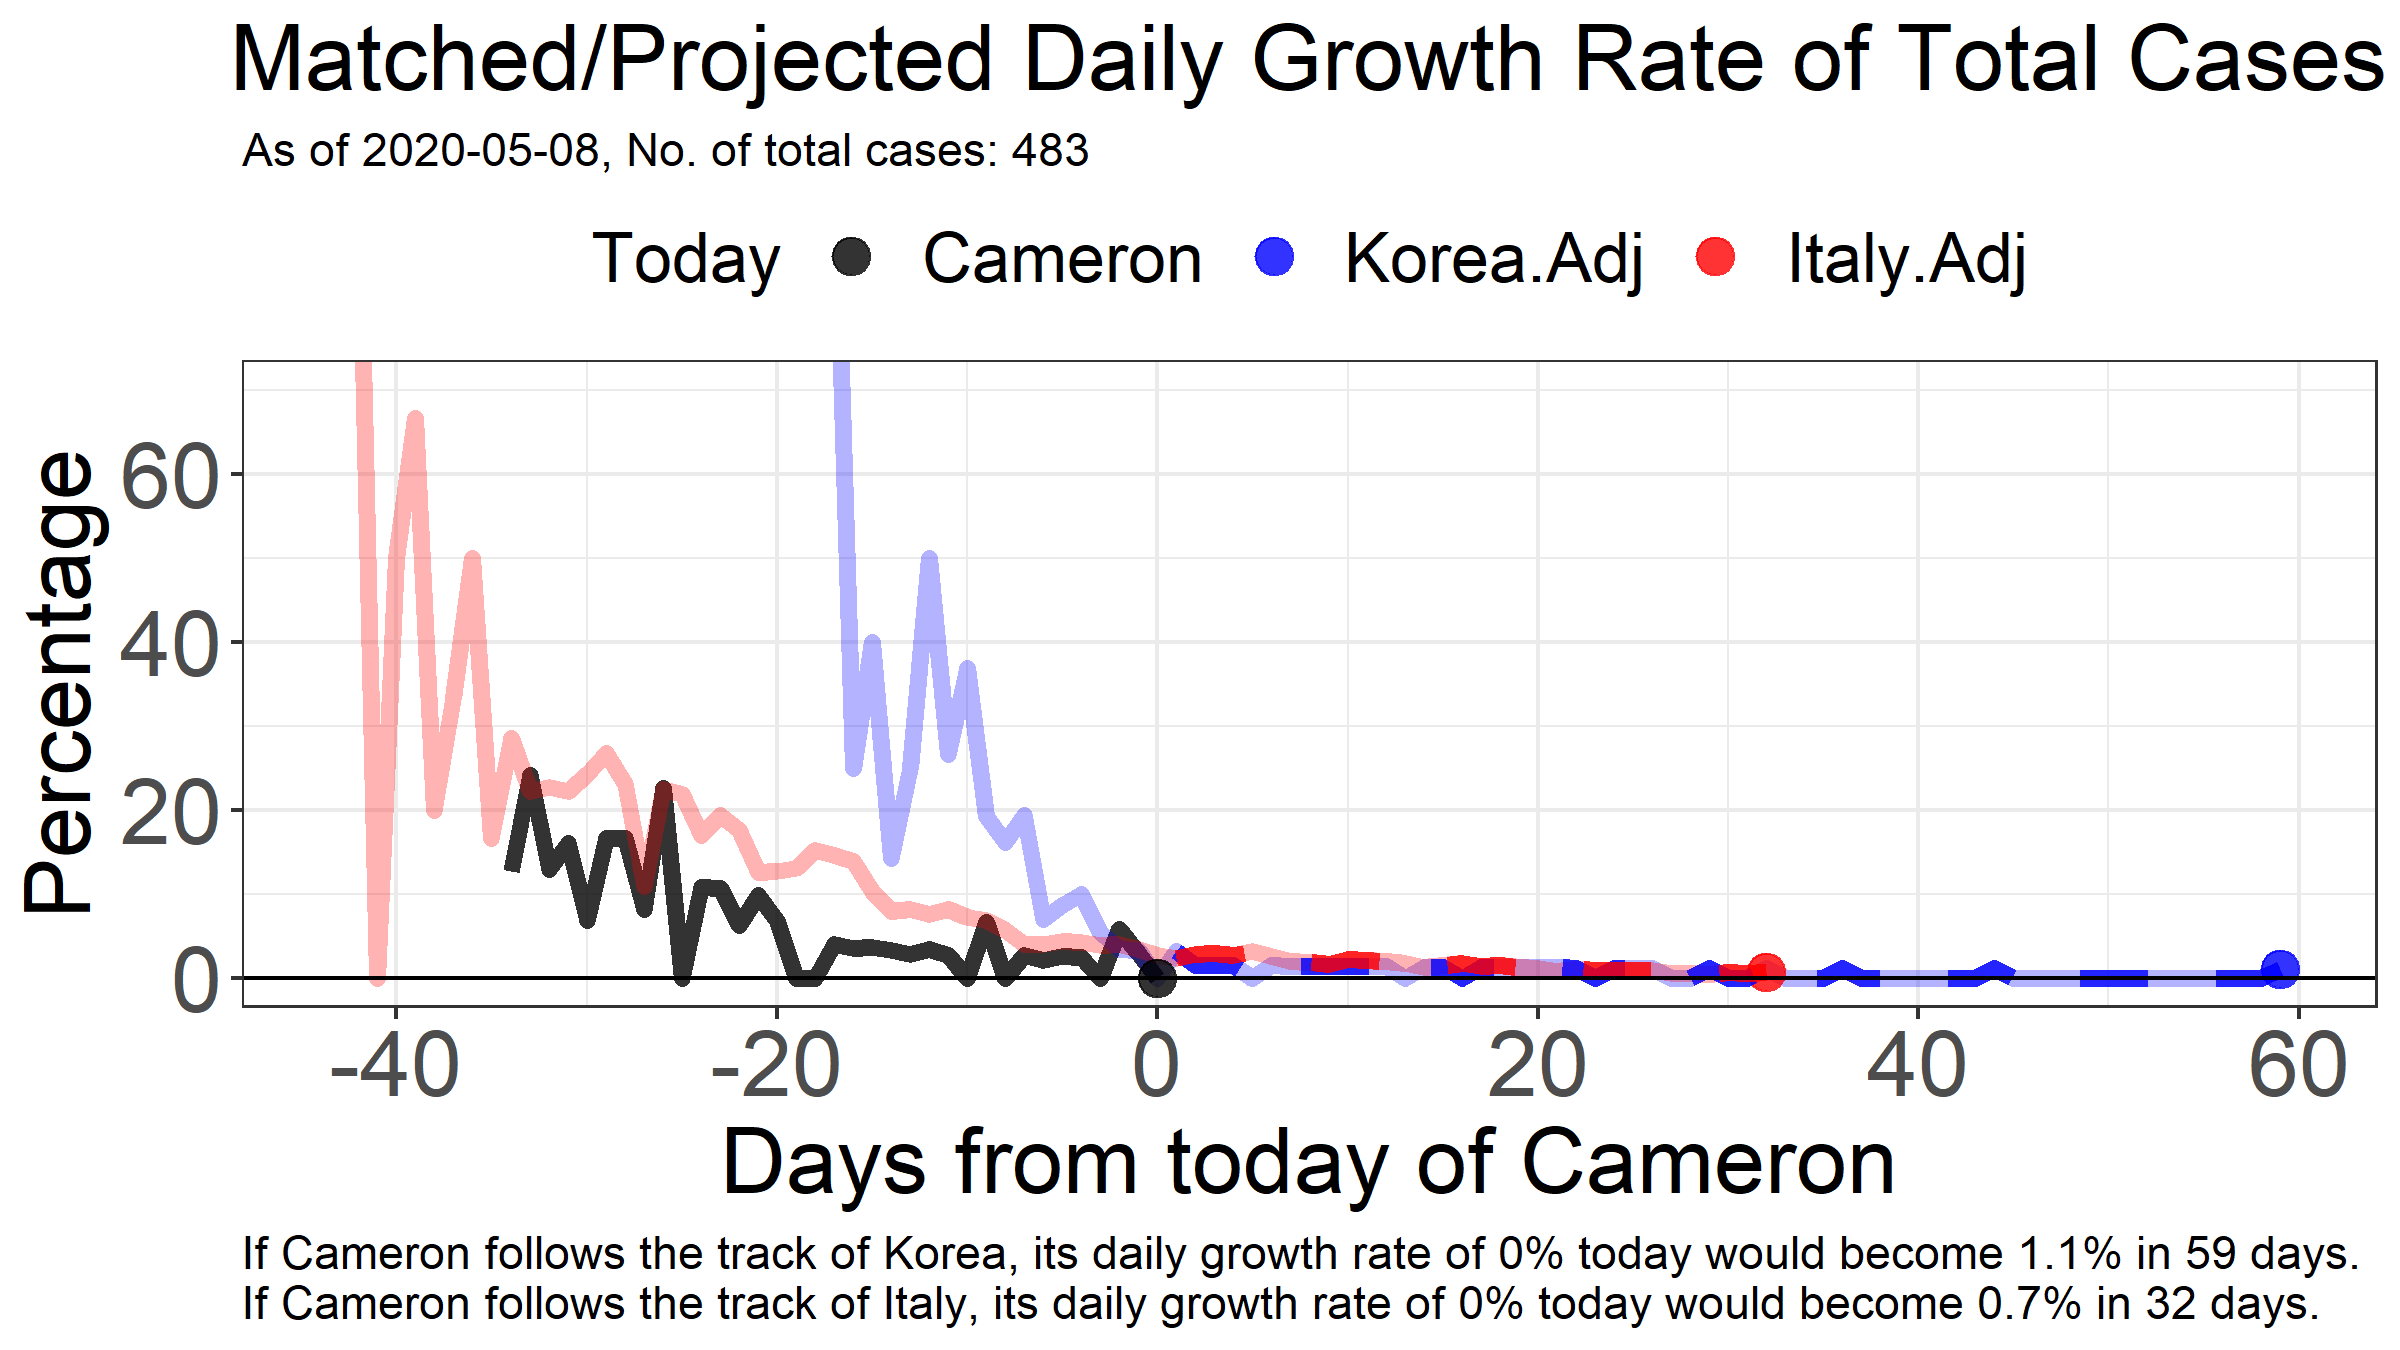 Matched/Projected Daily Growth Rate of Total Cases
As of 2020-05-08, No. of total cases: 483
Today Cameron Korea.Adj Italy.Adj
Percentage
60
40
20
0
-40 -20 0 20 40 60
Days from today of Cameron
If Cameron follows the track of Korea, its daily growth rate of 0% today would become 1.1% in 59 days.
If Cameron follows the track of Italy, its daily growth rate of 0% today would become 0.7% in 32 days.